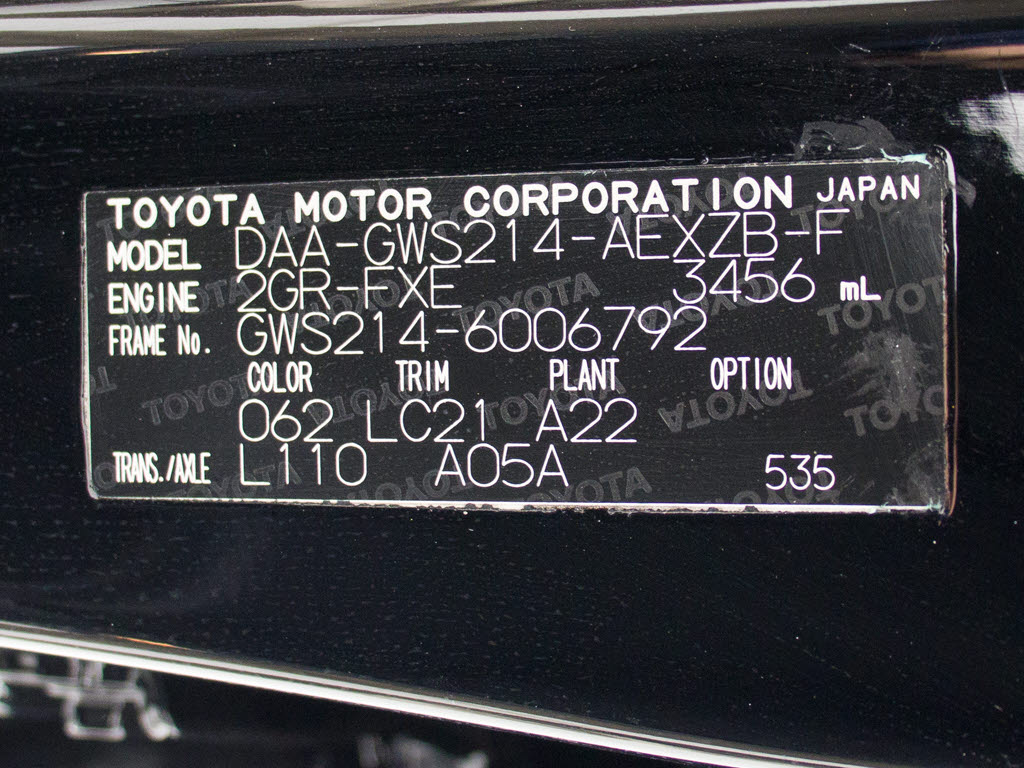 TOYOTA MOTOR CORPORATION JAPAN
MODEL DAA-GWS214-AEXZB-F
ENGINE 2GR-FXE 3456 mL
FRAME No. GWS214-6006792
COLOR TRIM PLANT OPTION
062 LC21 A22
TRANS./AXLE L110 A05A 535